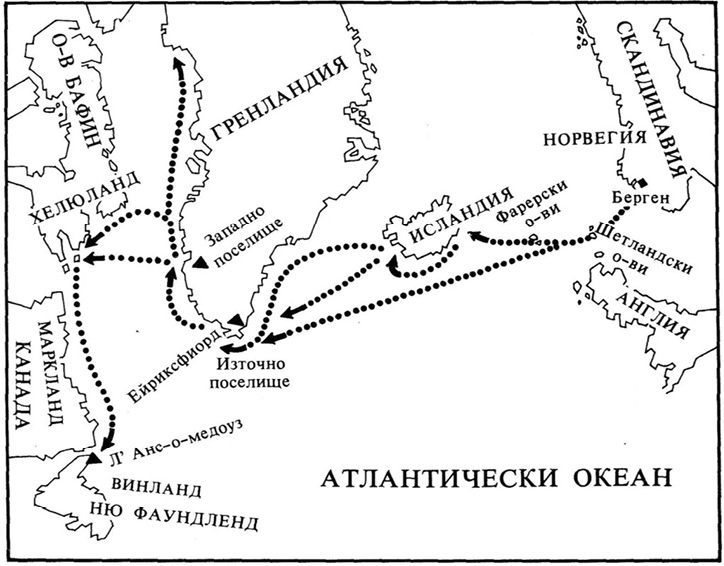 О-В БАФИН
ГРЕНЛАНДИЯ
СКАНДИНАВИЯ
НОРВЕГИЯ
Берген
ХЕЛЮЛАНД
Западно
поселище
ИСЛАНДИЯ
Фарерски
о-ви
Шетландски
о-ви
АНГЛИЯ
Ейриксфиорд
Източно
поселище
МАРКЛАНД
КАНАДА
Л' Анс-о-медоуз
ВИНЛАНД
НЮ ФАУНДЛЕНД
АТЛАНТИЧЕСКИ ОКЕАН